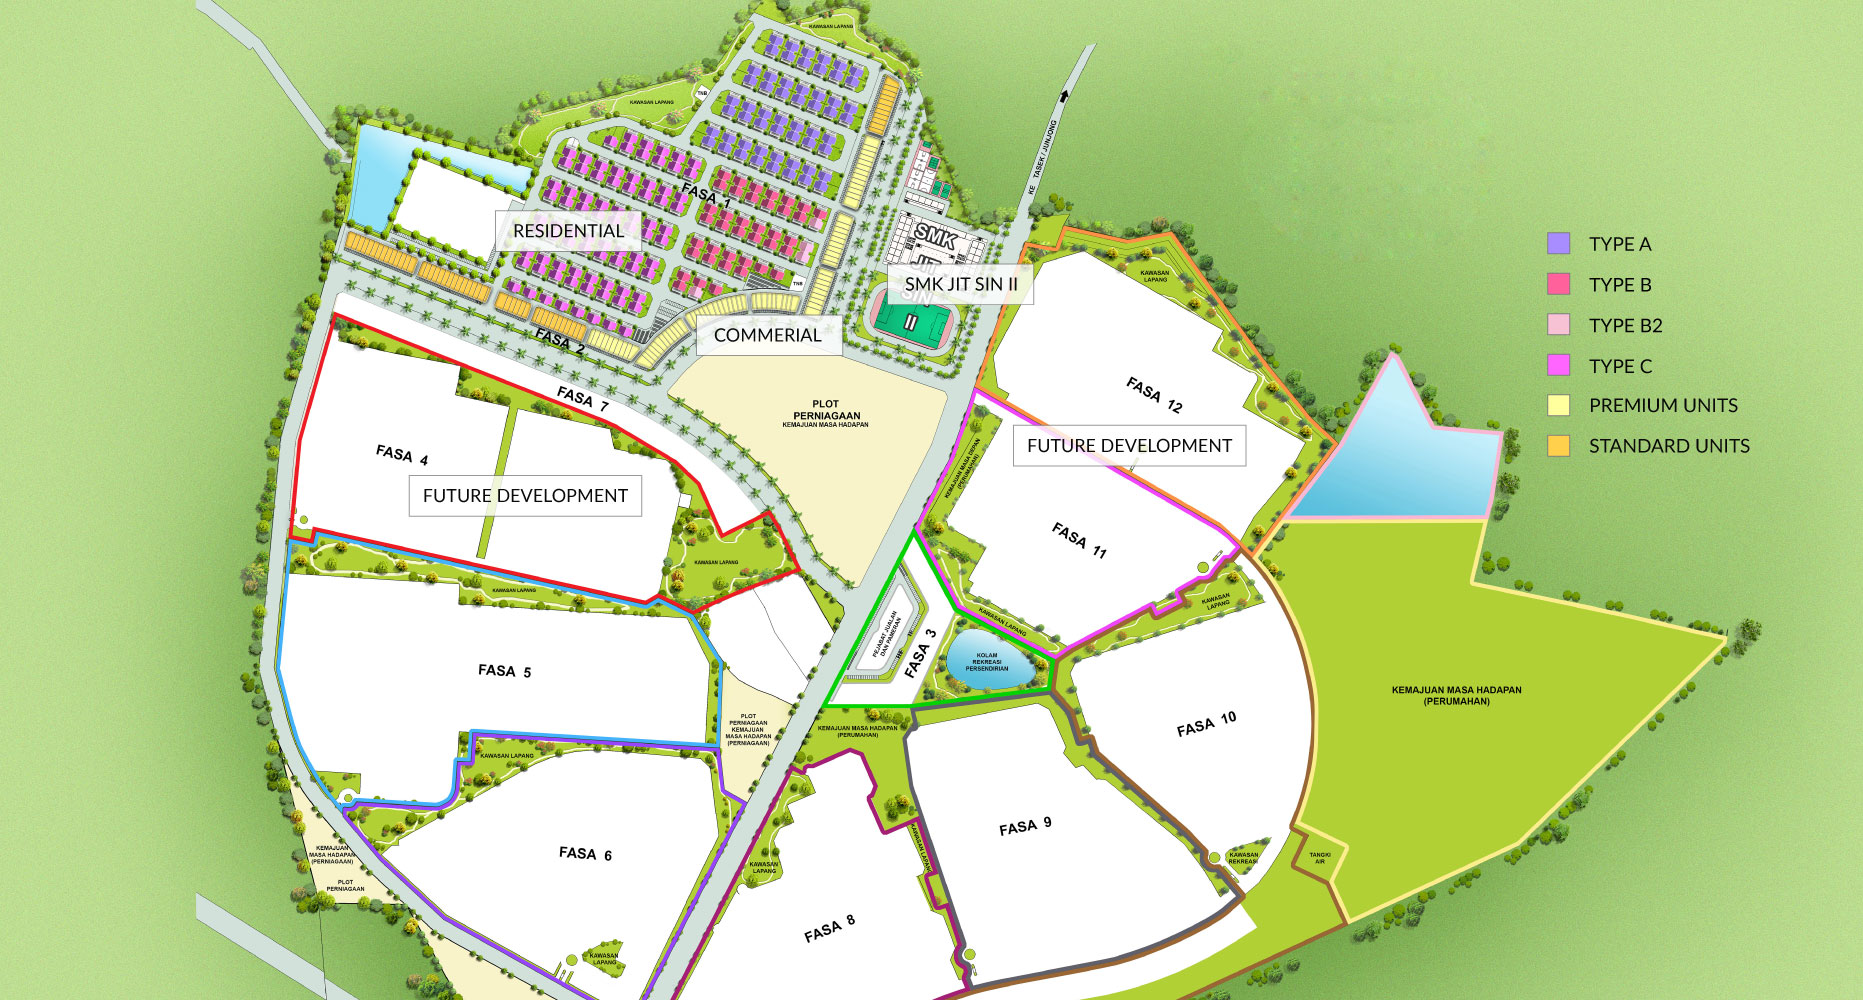 KAWASAN LAPANG
KAWASAN LAPANG
TNB
FASA 1
RESIDENTIAL
TNB
SMK
JIT
SIN
II
SMK JIT SIN II
COMMERIAL
FASA 2
KE TASEK / JUNJONG
KAWASAN
LAPANG
TYPE A
TYPE B
TYPE B2
TYPE C
PREMIUM UNITS
STANDARD UNITS
FASA 7
PLOT
PERNIAGAAN
KEMAJUAN MASA HADAPAN
FASA 12
FUTURE DEVELOPMENT
KEMAJUAN MASA DEPAN
(PERUMAHAN)
FASA 4
FUTURE DEVELOPMENT
FASA 11
KAWASAN LAPANG
KAWASAN LAPANG
KAWASAN
LAPANG
KAWASAN LAPANG
PEJABAT JUALAN
DAN PAMERAN
FASA 3
KOLAM
REKREASI
PERSENDIRIAN
FASA 5
KEMAJUAN MASA HADAPAN
(PERUMAHAN)
FASA 10
PLOT
PERNIAGAAN
KEMAJUAN
MASA HADAPAN
(PERNIAGAAN)
KEMAJUAN MASA HADAPAN
(PERUMAHAN)
KAWASAN LAPANG
FASA 9
FASA 6
KAWASAN LAPANG
KEMAJUAN
MASA HADAPAN
(PERNIAGAAN)
PLOT
PERNIAGAAN
KAWASAN
LAPANG
KAWASAN
REKREASI
TANGKI
AIR
FASA 8
KAWASAN
LAPANG